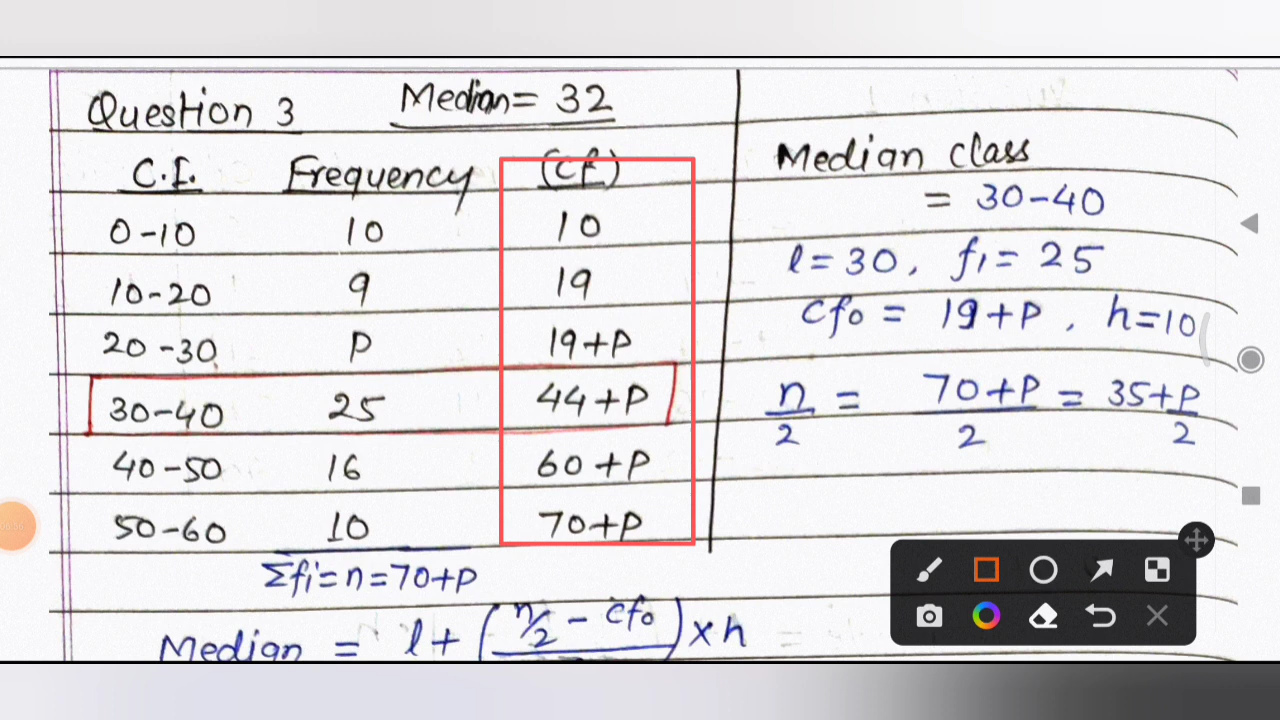 Question 3 Median = 32
C.I. Frequency (Cf)
0-10 10 10
10-20 9 19
20-30 P 19+P
30-40 25 44+P
40-50 16 60+P
50-60 10 70+P
Σfi = n = 70+P
Median = l + (n/2 - cf0) × h
Median class
= 30-40
l = 30, f1 = 25
Cf0 = 19+P, h=10
n/2 = 70+P/2 = 35+P/2